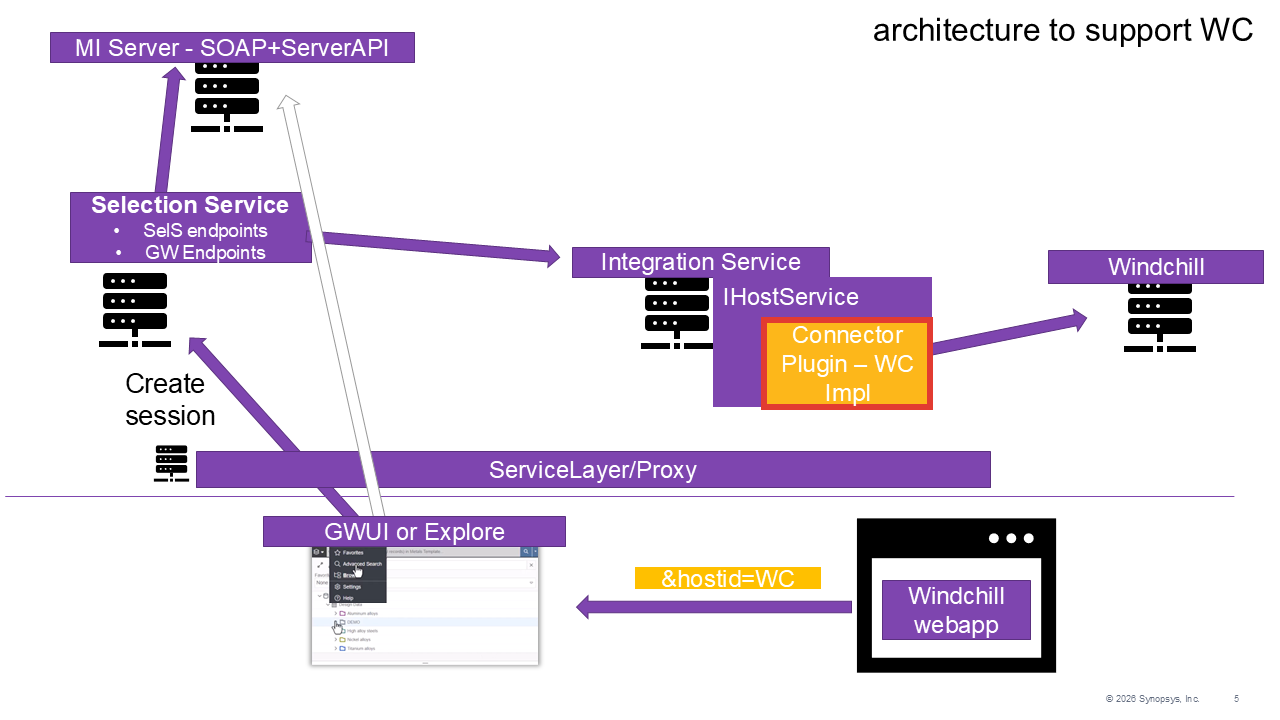 architecture to support WC
MI Server - SOAP+ServerAPI
Selection Service
• SelS endpoints
• GW Endpoints
Integration Service
IHostService
Connector
Plugin – WC
Impl
Windchill
Create
session
ServiceLayer/Proxy
GWUI or Explore
Favorites
Advanced Search
Settings
Help
None
Design Data
Aluminum alloys
DEMO
High alloy steels
Nickel alloys
Titanium alloys
&hostid=WC
Windchill
webapp
© 2026 Synopsys, Inc.
5